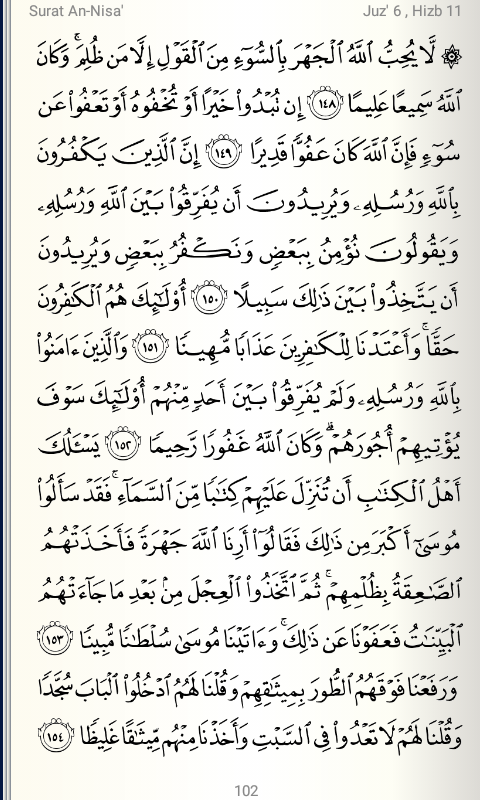 Surat An-Nisa' Juz' 6 , Hizb 11
۞ لَّا يُحِبُّ ٱللَّهُ ٱلْجَهْرَ بِٱلسُّوٓءِ مِنَ ٱلْقَوْلِ إِلَّا مَن ظُلِمَ ۚ وَكَانَ
ٱللَّهُ سَمِيعًا عَلِيمًا ١٤٨ إِن تُبْدُوا۟ خَيْرًا أَوْ تُخْفُوهُ أَوْ تَعْفُوا۟ عَن
سُوٓءٍ فَإِنَّ ٱللَّهَ كَانَ عَفُوًّا قَدِيرًا ١٤٩ إِنَّ ٱلَّذِينَ يَكْفُرُونَ
بِٱللَّهِ وَرُسُلِهِۦ وَيُرِيدُونَ أَن يُفَرِّقُوا۟ بَيْنَ ٱللَّهِ وَرُسُلِهِۦ
وَيَقُولُونَ نُؤْمِنُ بِبَعْضٍ وَنَكْفُرُ بِبَعْضٍ وَيُرِيدُونَ
أَن يَتَّخِذُوا۟ بَيْنَ ذَٰلِكَ سَبِيلًا ١٥٠ أُو۟لَـٰٓئِكَ هُمُ ٱلْكَـٰفِرُونَ
حَقًّا ۚ وَأَعْتَدْنَا لِلْكَـٰفِرِينَ عَذَابًا مُّهِينًا ١٥١ وَٱلَّذِينَ ءَامَنُوا۟
بِٱللَّهِ وَرُسُلِهِۦ وَلَمْ يُفَرِّقُوا۟ بَيْنَ أَحَدٍ مِّنْهُمْ أُو۟لَـٰٓئِكَ سَوْفَ
يُؤْتِيهِمْ أُجُورَهُمْ ۗ وَكَانَ ٱللَّهُ غَفُورًا رَّحِيمًا ١٥٢ يَسْـَٔلُكَ
أَهْلُ ٱلْكِتَـٰبِ أَن تُنَزِّلَ عَلَيْهِمْ كِتَـٰبًا مِّنَ ٱلسَّمَآءِ ۚ فَقَدْ سَأَلُوا۟
مُوسَىٰٓ أَكْبَرَ مِن ذَٰلِكَ فَقَالُوٓا۟ أَرِنَا ٱللَّهَ جَهْرَةً فَأَخَذَتْهُمُ
ٱلصَّـٰعِقَةُ بِظُلْمِهِمْ ۚ ثُمَّ ٱتَّخَذُوا۟ ٱلْعِجْلَ مِنۢ بَعْدِ مَا جَآءَتْهُمُ
ٱلْبَيِّنَـٰتُ فَعَفَوْنَا عَن ذَٰلِكَ ۚ وَءَاتَيْنَا مُوسَىٰ سُلْطَـٰنًا مُّبِينًا ١٥٣
وَرَفَعْنَا فَوْقَهُمُ ٱلطُّورَ بِمِيثَـٰقِهِمْ وَقُلْنَا لَهُمُ ٱدْخُلُوا۟ ٱلْبَابَ سُجَّدًا
وَقُلْنَا لَهُمْ لَا تَعْدُوا۟ فِى ٱلسَّبْتِ وَأَخَذْنَا مِنْهُم مِّيثَـٰقًا غَلِيظًا ١٥٤
102